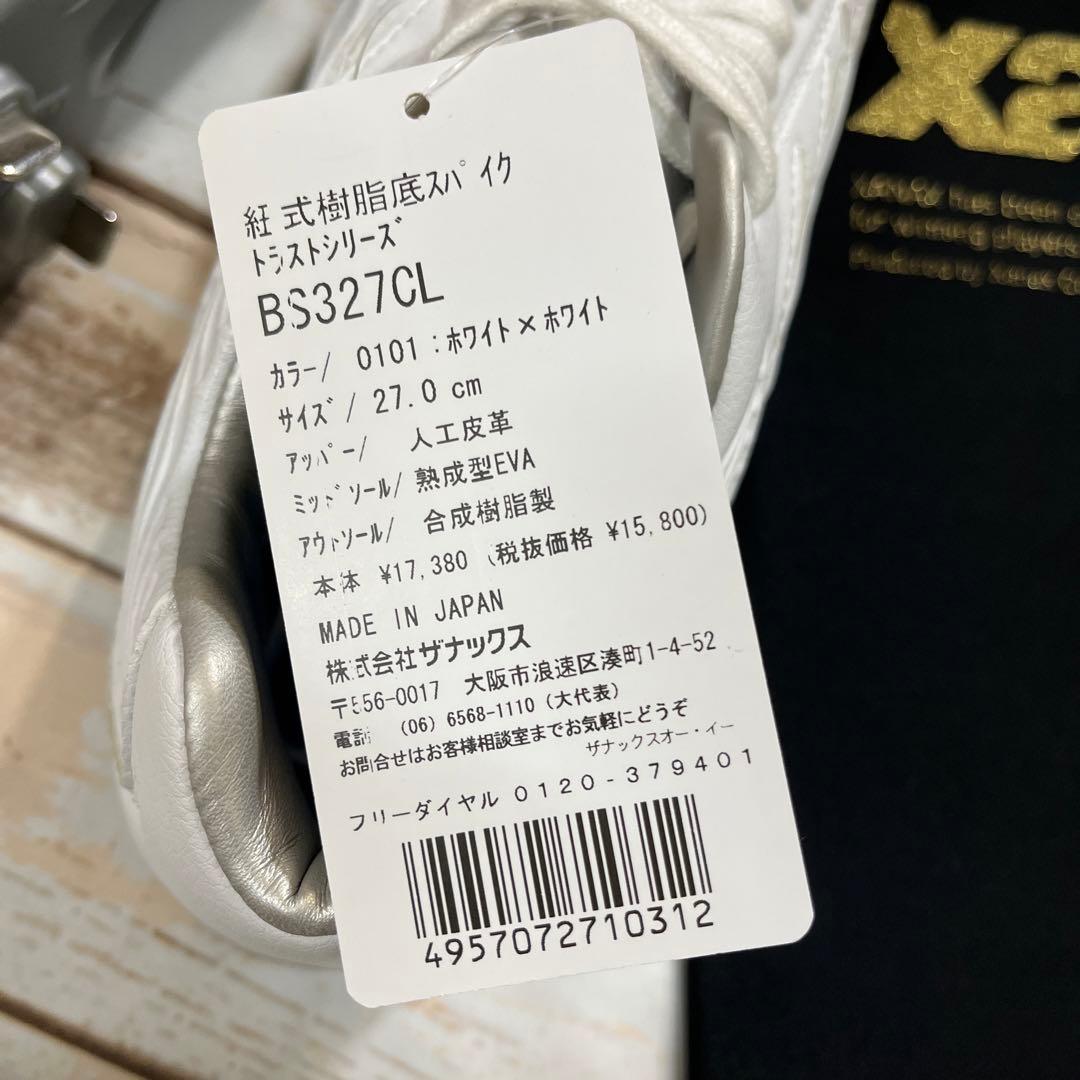 紅 式樹脂底スパイク
トラストシリーズ
BS327CL
カラー/ 0101：ホワイト×ホワイト
サイズ/ 27.0 cm
アッパー/ 人工皮革
ミッドソール/ 熟成型EVA
アウトソール/ 合成樹脂製
本体 ¥17,380 (税抜価格 ¥15,800)
MADE IN JAPAN
株式会社ザナックス
〒556-0017 大阪市浪速区湊町1-4-52
電話 (06) 6568-1110 (大代表)
お問合せはお客様相談室までお気軽にどうぞ
ザナックスオー・イー
フリーダイヤル 0120-379401
4957072710312
xa